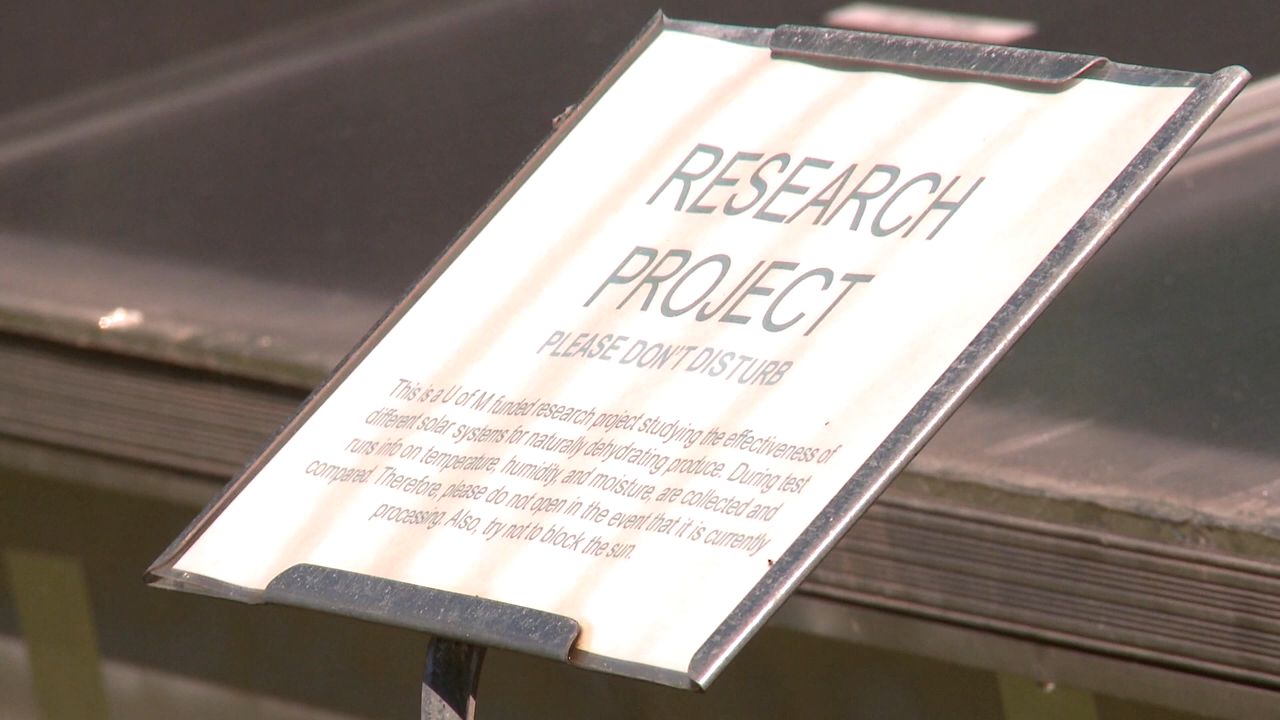 RESEARCH
PROJECT
PLEASE DON'T DISTURB
This is a U of M funded research project studying the effectiveness of
different solar systems for naturally dehydrating produce. During test
runs info on temperature, humidity, and moisture, are collected and
compared. Therefore, please do not open in the event that it is currently
processing. Also, try not to block the sun.